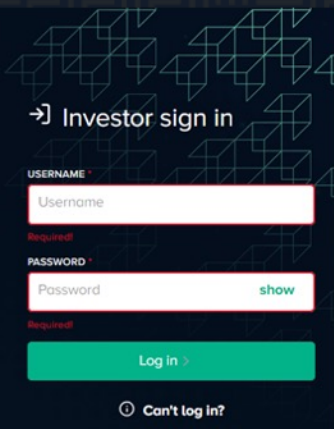 Investor sign in
USERNAME *
Username
Required!
PASSWORD *
Password show
Required!
Log in >
Can't log in?